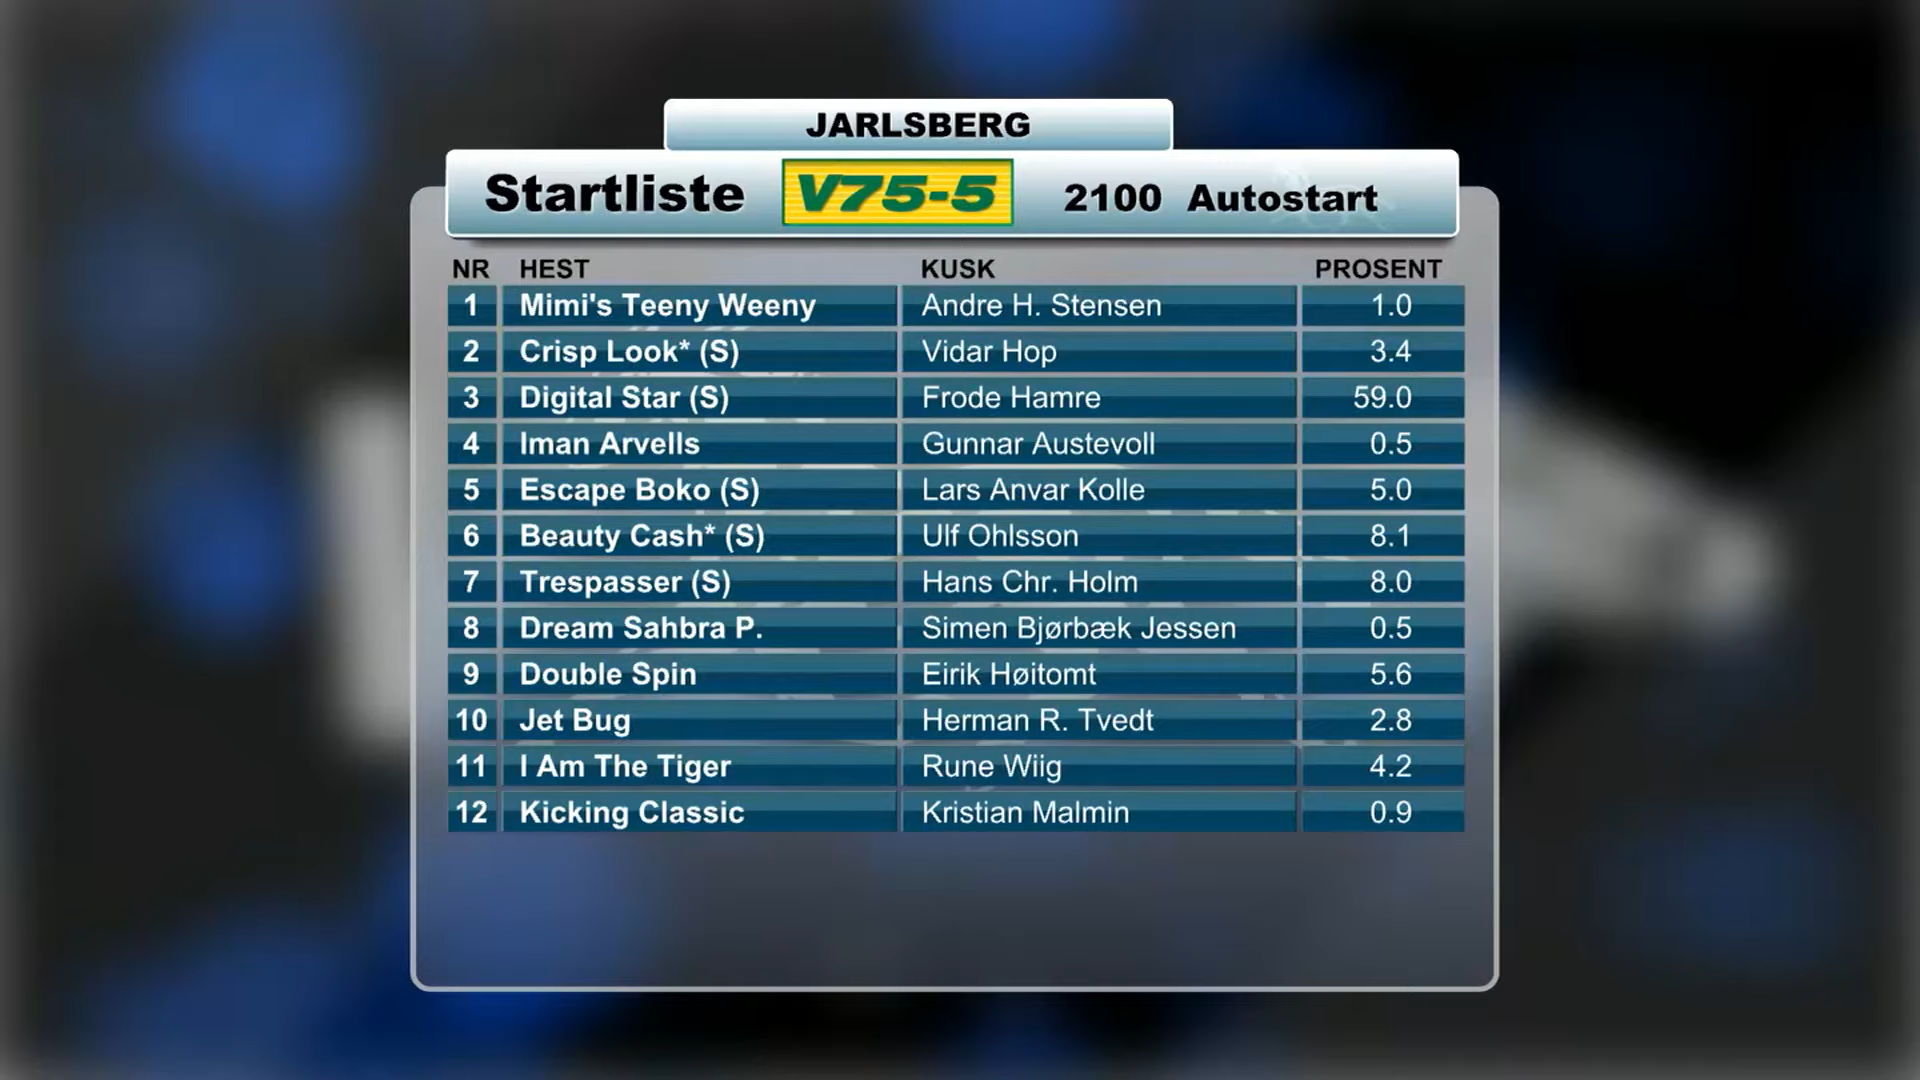 JARLSBERG
Startliste V75-5 2100 Autostart
NR HEST KUSK PROSENT
1 Mimi's Teeny Weeny Andre H. Stensen 1.0
2 Crisp Look* (S) Vidar Hop 3.4
3 Digital Star (S) Frode Hamre 59.0
4 Iman Arvells Gunnar Austevoll 0.5
5 Escape Boko (S) Lars Anvar Kolle 5.0
6 Beauty Cash* (S) Ulf Ohlsson 8.1
7 Trespasser (S) Hans Chr. Holm 8.0
8 Dream Sahbra P. Simen Bjørbæk Jessen 0.5
9 Double Spin Eirik Høitomt 5.6
10 Jet Bug Herman R. Tvedt 2.8
11 I Am The Tiger Rune Wiig 4.2
12 Kicking Classic Kristian Malmin 0.9